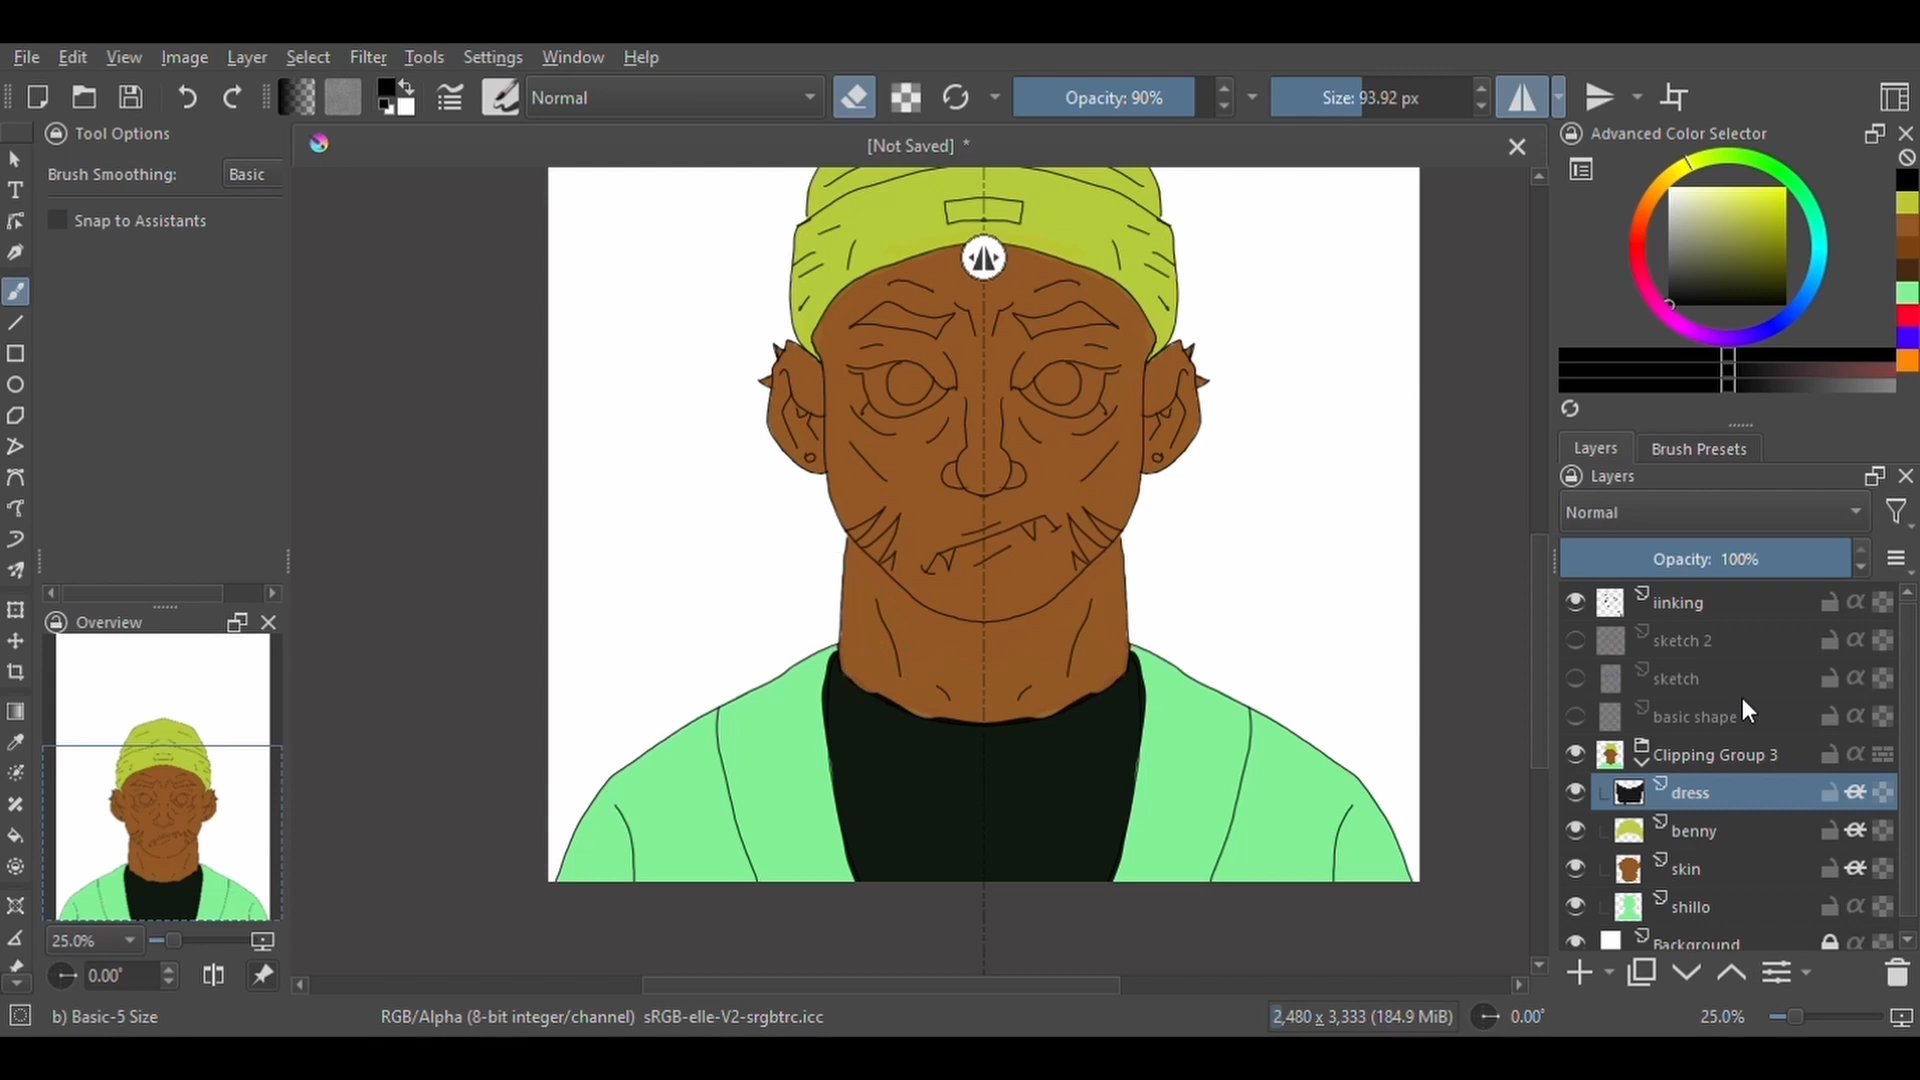 File Edit View Image Layer Select Filter Tools Settings Window Help
Normal
Opacity: 90%
Size: 93.92 px
Tool Options
[Not Saved] *
Advanced Color Selector
Brush Smoothing: Basic
Snap to Assistants
Layers
Brush Presets
Layers
Normal
Opacity: 100%
iinking
sketch 2
sketch
basic shape
Clipping Group 3
dress
benny
skin
shillo
Background
Overview
25.0%
0.00°
b) Basic-5 Size
RGB/Alpha (8-bit integer/channel) sRGB-elle-V2-srgbtrc.icc
2,480 x 3,333 (184.9 MiB)
0.00°
25.0%